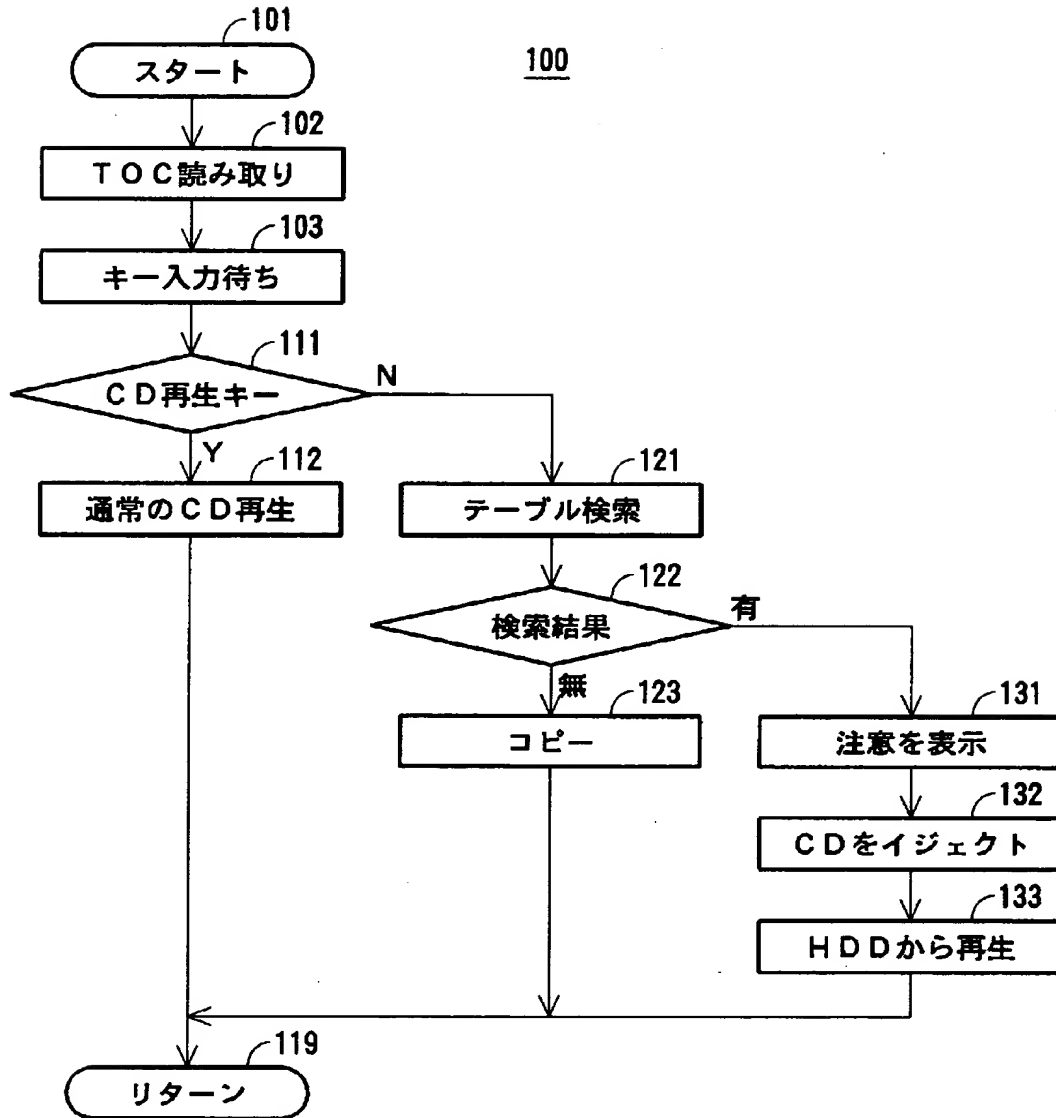 101
スタート
100
102
TOC読み取り
103
キー入力待ち
111
CD再生キー
N
Y
112
通常のCD再生
121
テーブル検索
122
検索結果
有
無
123
コピー
131
注意を表示
132
CDをイジェクト
133
HDDから再生
119
リターン